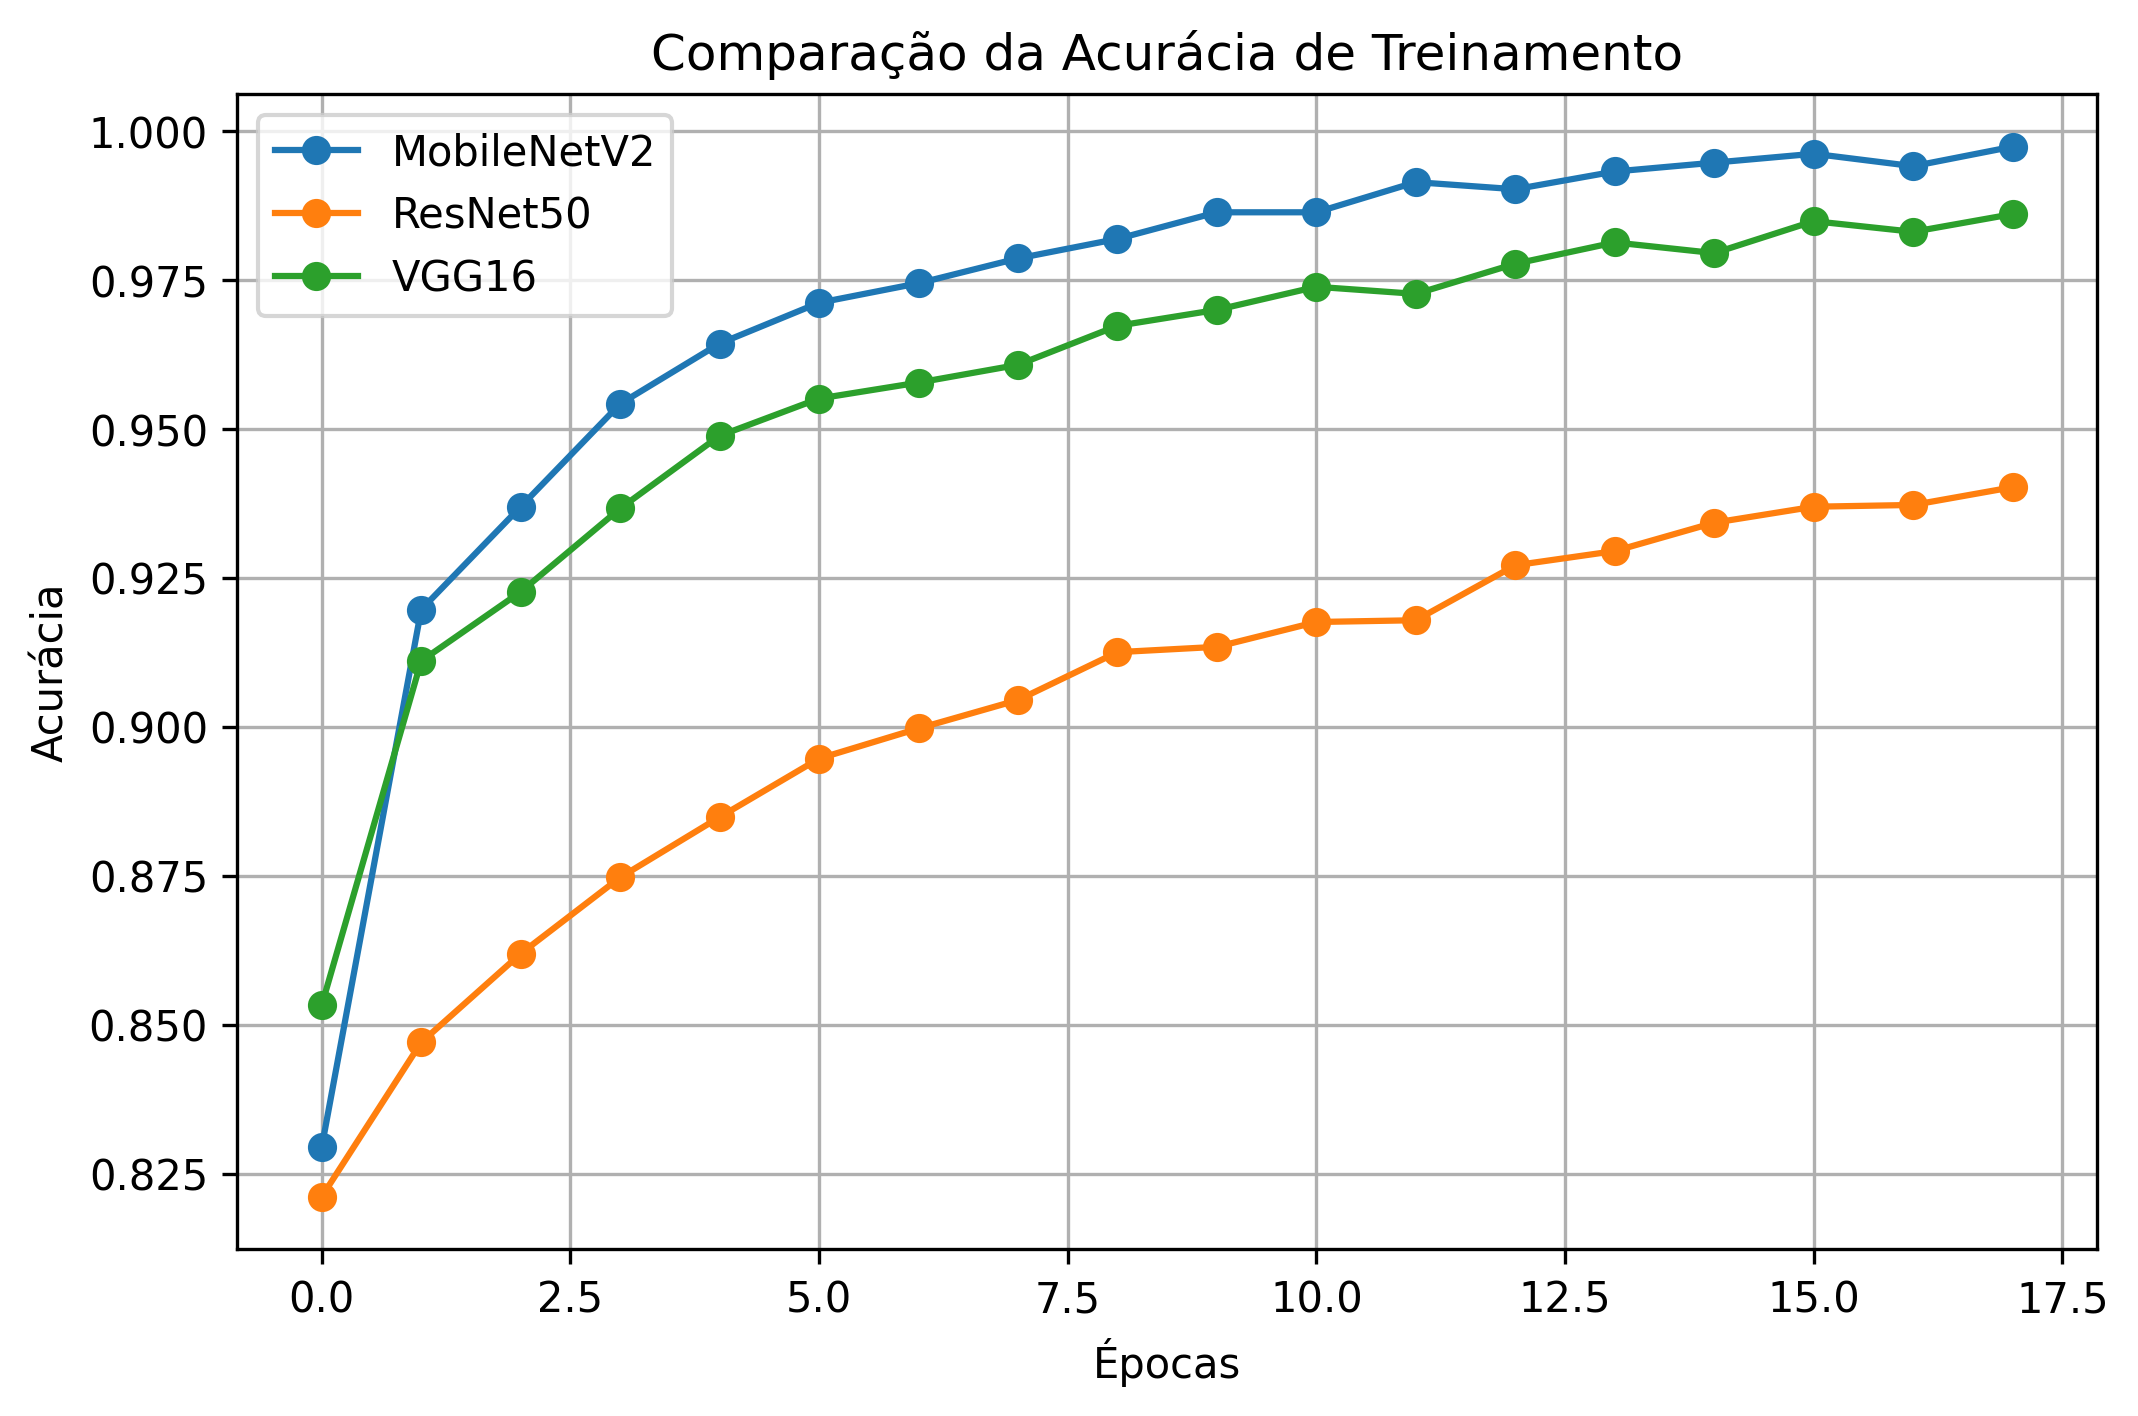 Comparação da Acurácia de Treinamento
MobileNetV2
ResNet50
VGG16
1.000
0.975
0.950
0.925
0.900
0.875
0.850
0.825
Acurácia
0.0 2.5 5.0 7.5 10.0 12.5 15.0 17.5
Épocas